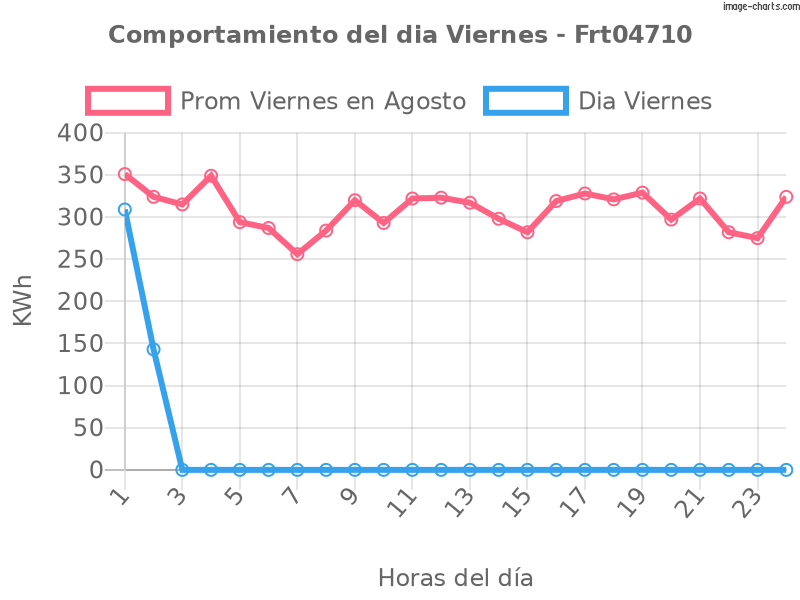 image-charts.com
Comportamiento del dia Viernes - Frt04710
Prom Viernes en Agosto Dia Viernes
400
350
300
250
200
150
100
50
0
KWh
1 3 5 7 9 11 13 15 17 19 21 23
Horas del día